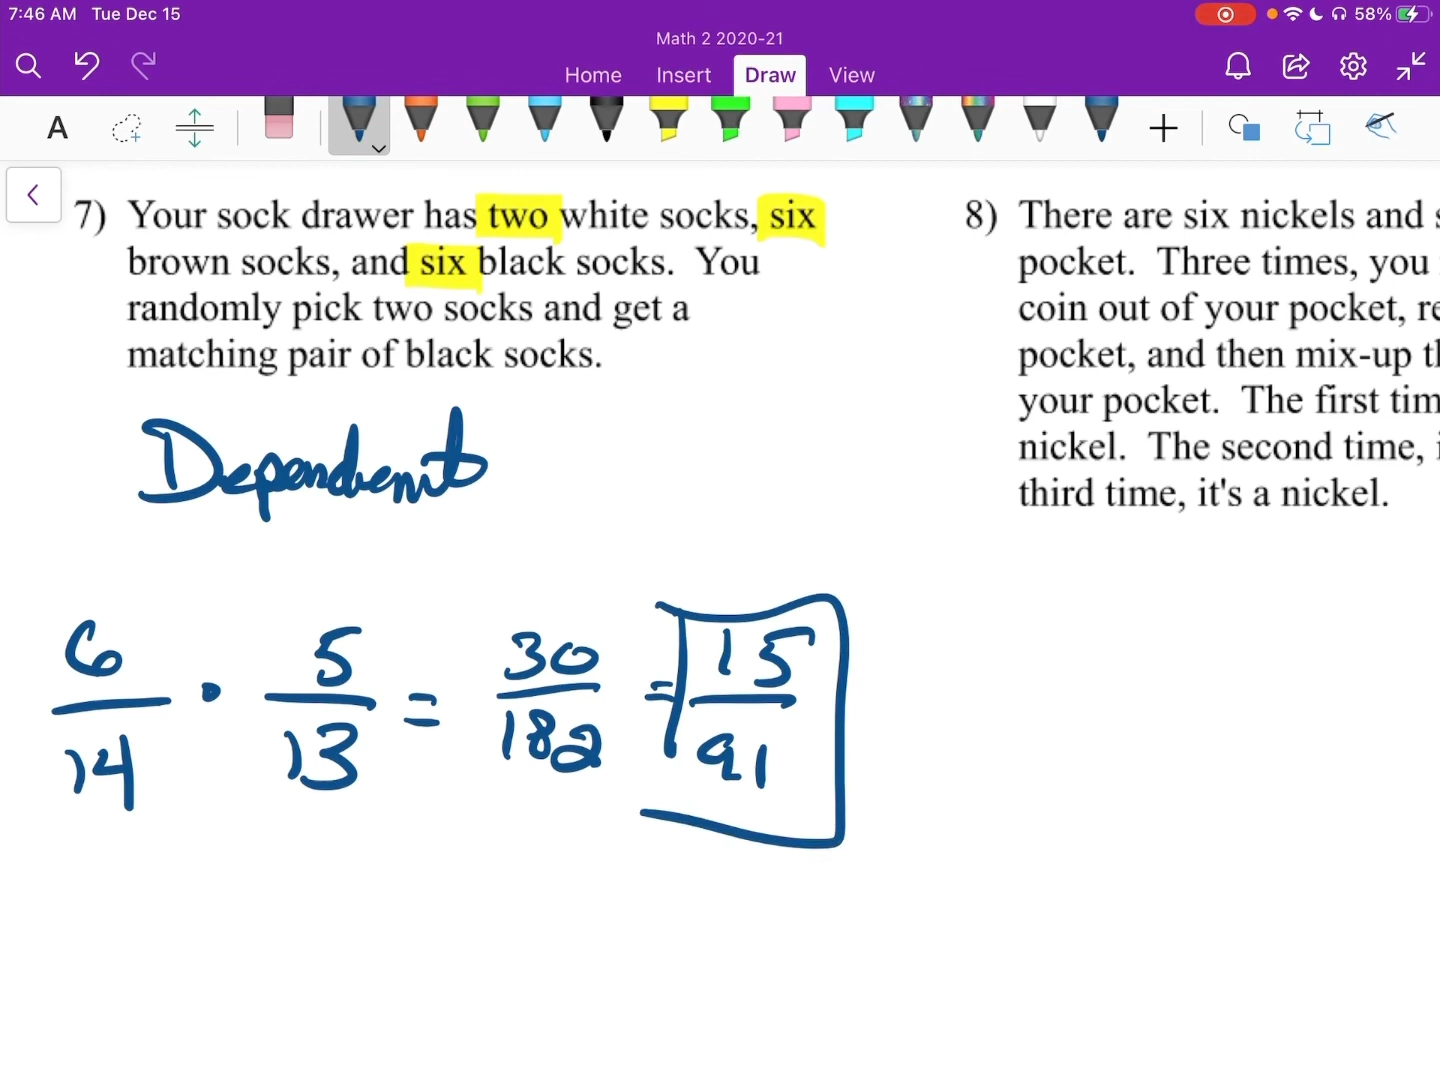 7:46 AM Tue Dec 15
58%
Math 2 2020-21
Home Insert Draw View
A
7) Your sock drawer has two white socks, six
brown socks, and six black socks. You
randomly pick two socks and get a
matching pair of black socks.
Dependent
6/14 · 5/13 = 30/182 = 15/91
8) There are six nickels and s
pocket. Three times, you
coin out of your pocket, re
pocket, and then mix-up th
your pocket. The first tim
nickel. The second time, i
third time, it's a nickel.